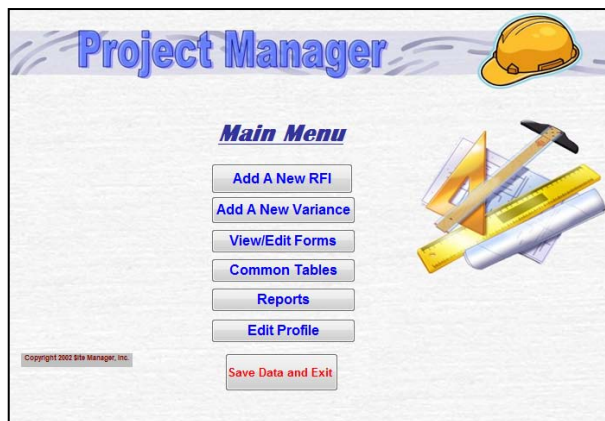 Project Manager
Main Menu
Add A New RFI
Add A New Variance
View/Edit Forms
Common Tables
Reports
Edit Profile
Copyright 2002 Site Manager, Inc.
Save Data and Exit